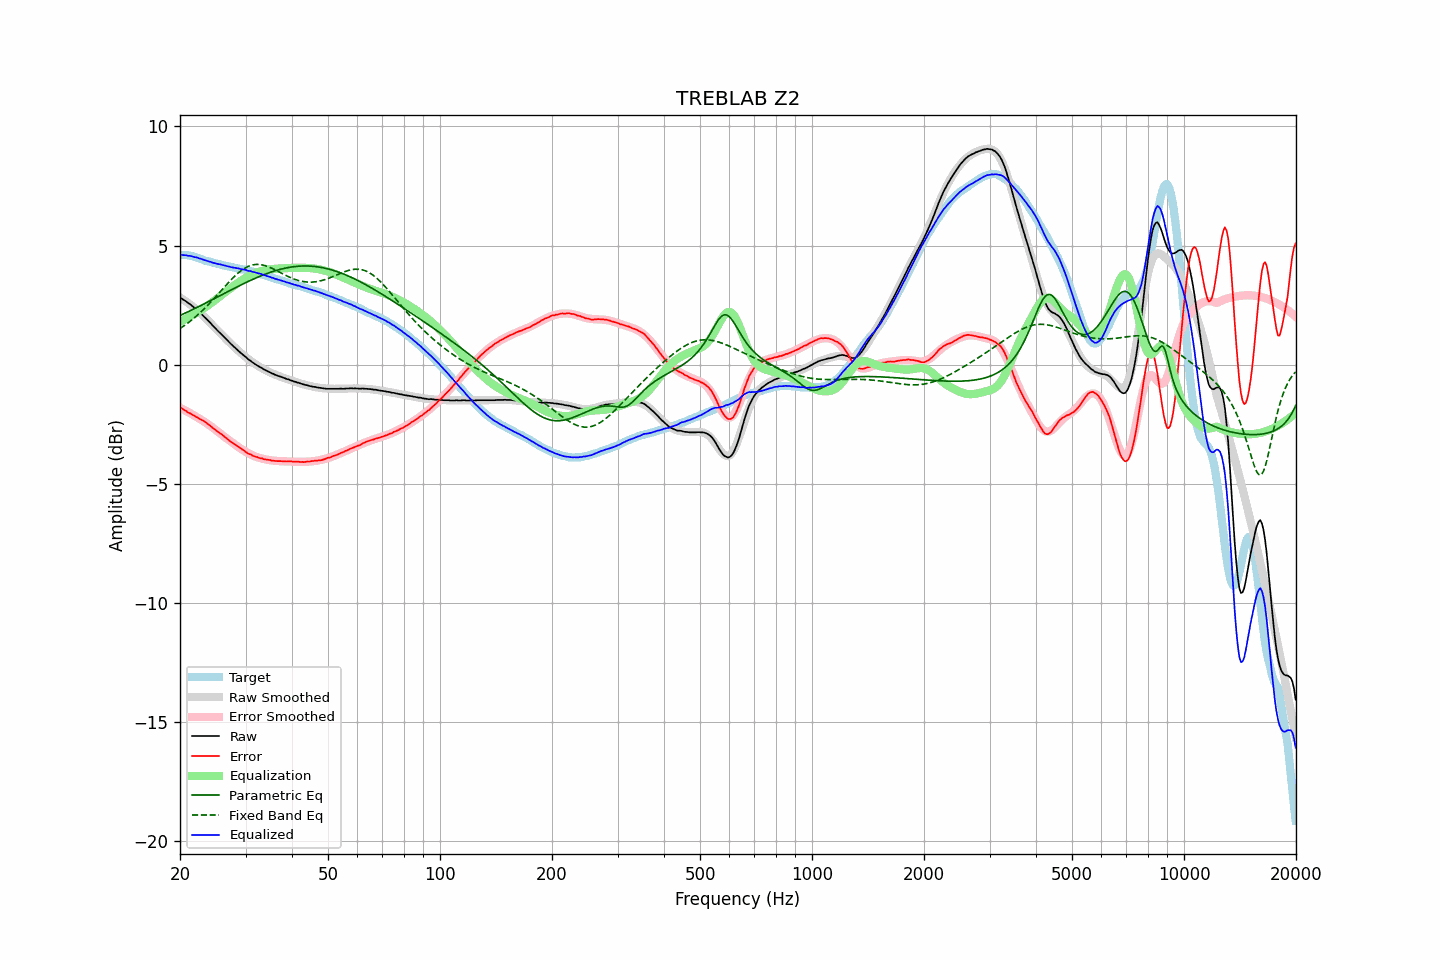 TREBLAB Z2
10
5
0
−5
−10
−15
−20
Amplitude (dBr)
Target
Raw Smoothed
Error Smoothed
Raw
Error
Equalization
Parametric Eq
Fixed Band Eq
Equalized
20 50 100 200 500 1000 2000 5000 10000 20000
Frequency (Hz)